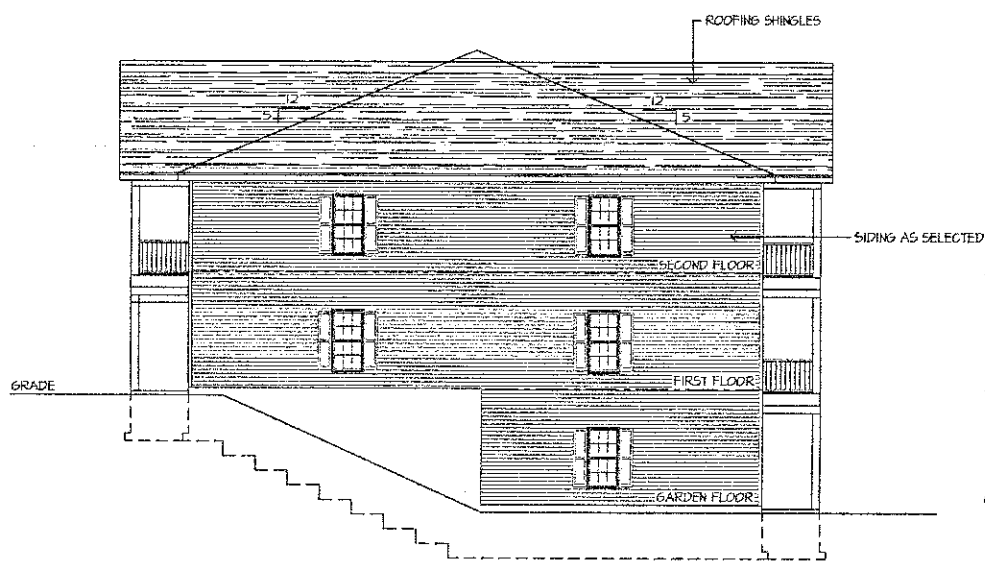 ROOFING SHINGLES
12
5
12
5
SIDING AS SELECTED
SECOND FLOOR
FIRST FLOOR
GRADE
GARDEN FLOOR